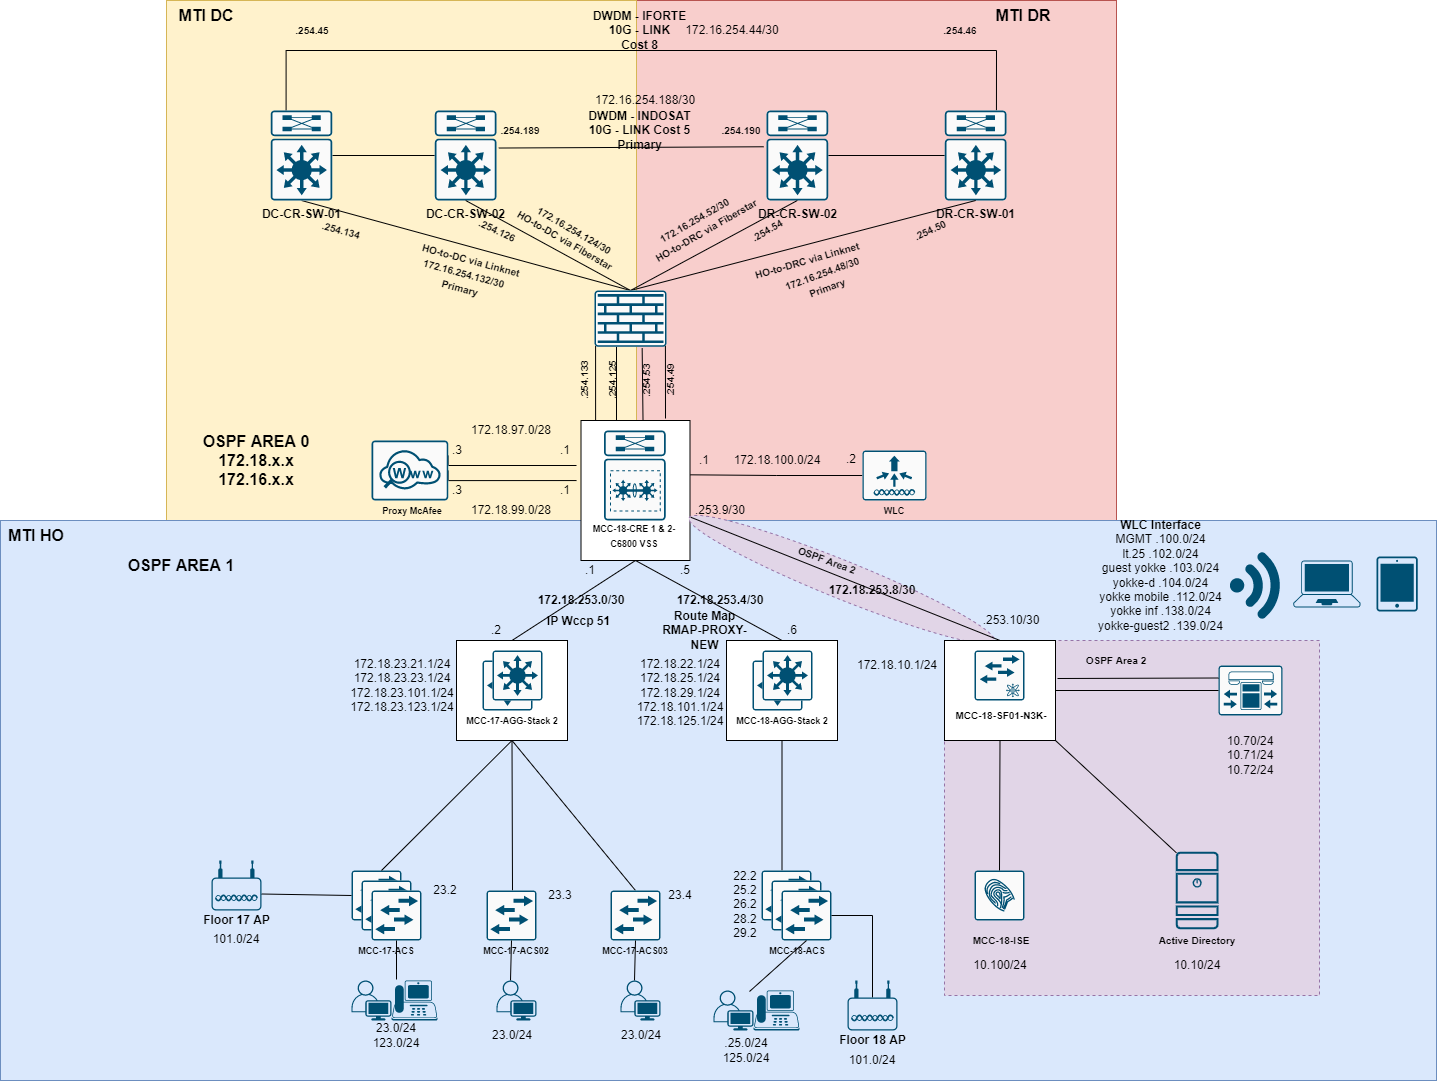 MTI DC
DWDM - IFORTE
10G - LINK
Cost 8
172.16.254.44/30
MTI DR
.254.45
.254.46
172.16.254.188/30
DWDM - INDOSAT
10G - LINK Cost 5
Primary
.254.189
.254.190
DC-CR-SW-01
DC-CR-SW-02
DR-CR-SW-02
DR-CR-SW-01
.254.134
.254.126
172.16.254.124/30
HO-to-DC via Fiberstar
172.16.254.52/30
HO-to-DRC via Fiberstar
.254.54
.254.50
HO-to-DC via Linknet
172.16.254.132/30
Primary
HO-to-DRC via Linknet
172.16.254.48/30
Primary
.254.133
.254.125
.254.53
.254.49
OSPF AREA 0
172.18.x.x
172.16.x.x
172.18.97.0/28
.3
.1
Www
.3
.1
Proxy McAfee
172.18.99.0/28
.1
172.18.100.0/24
.2
WLC
MCC-18-CRE 1 & 2-
C6800 VSS
.253.9/30
MTI HO
OSPF AREA 1
.1
.5
OSPF Area 2
172.18.253.8/30
WLC Interface
MGMT .100.0/24
lt.25 .102.0/24
guest yokke .103.0/24
yokke-d .104.0/24
yokke mobile .112.0/24
yokke inf .138.0/24
yokke-guest2 .139.0/24
172.18.253.0/30
IP Wccp 51
172.18.253.4/30
Route Map
RMAP-PROXY-
NEW
.2
.6
.253.10/30
172.18.23.21.1/24
172.18.23.23.1/24
172.18.23.101.1/24
172.18.23.123.1/24
MCC-17-AGG-Stack 2
172.18.22.1/24
172.18.25.1/24
172.18.29.1/24
172.18.101.1/24
172.18.125.1/24
MCC-18-AGG-Stack 2
172.18.10.1/24
MCC-18-SF01-N3K-
OSPF Area 2
10.70/24
10.71/24
10.72/24
Floor 17 AP
101.0/24
23.2
MCC-17-ACS
23.3
MCC-17-ACS02
23.4
MCC-17-ACS03
22.2
25.2
26.2
28.2
29.2
MCC-18-ACS
MCC-18-ISE
10.100/24
Active Directory
10.10/24
23.0/24
123.0/24
23.0/24
23.0/24
.25.0/24
125.0/24
Floor 18 AP
101.0/24